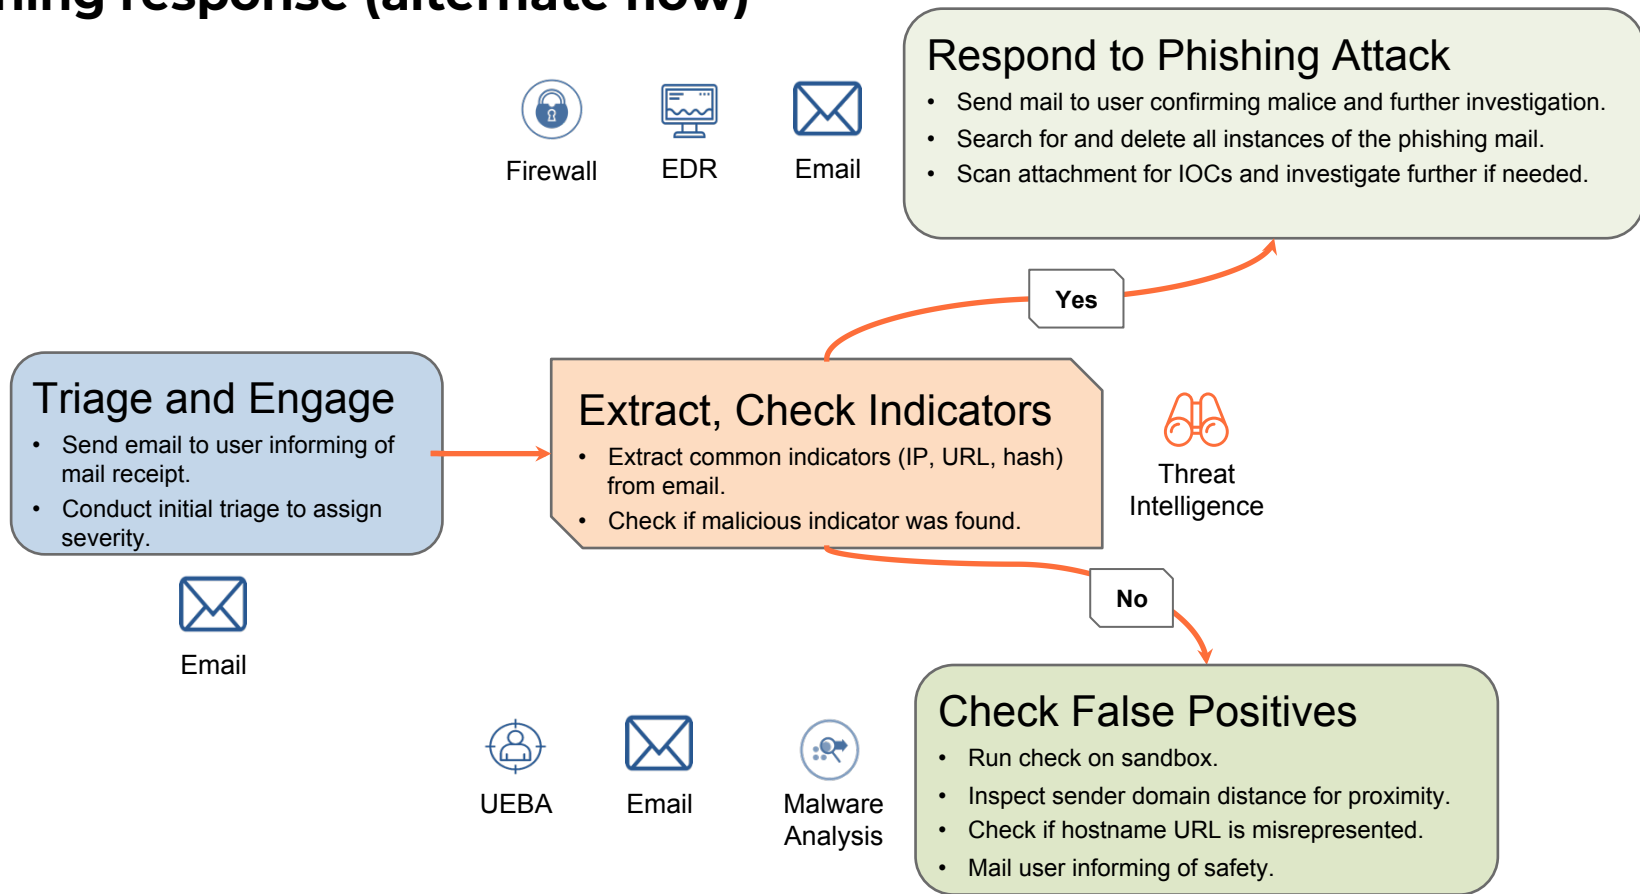 response (alternate flow)
Respond to Phishing Attack
• Send mail to user confirming malice and further investigation.
• Search for and delete all instances of the phishing mail.
• Scan attachment for IOCs and investigate further if needed.
Firewall
EDR
Email
Yes
Triage and Engage
• Send email to user informing of
mail receipt.
• Conduct initial triage to assign
severity.
Email
Extract, Check Indicators
• Extract common indicators (IP, URL, hash)
from email.
• Check if malicious indicator was found.
Threat
Intelligence
No
UEBA
Email
Malware
Analysis
Check False Positives
• Run check on sandbox.
• Inspect sender domain distance for proximity.
• Check if hostname URL is misrepresented.
• Mail user informing of safety.